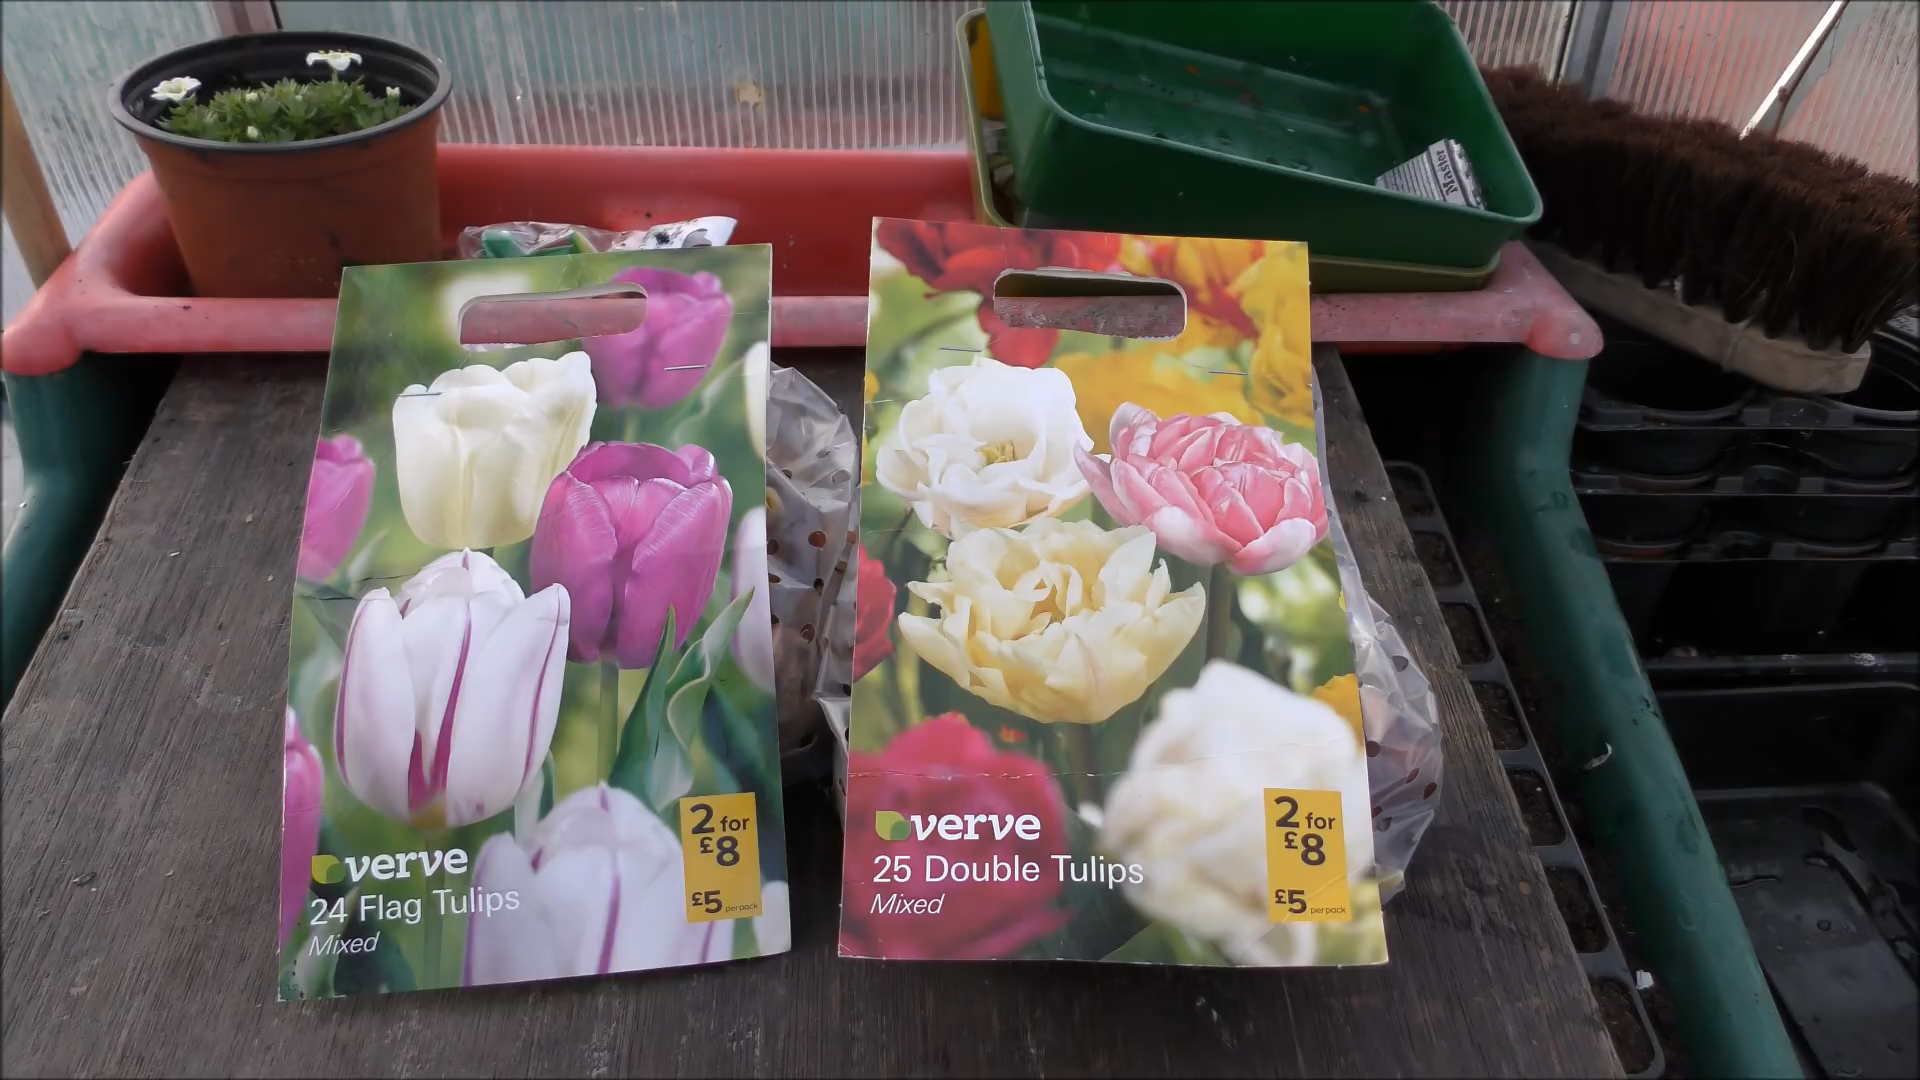 Master
verve
24 Flag Tulips
Mixed
2 for
£8
£5 per pack
verve
25 Double Tulips
Mixed
2 for
£8
£5 per pack